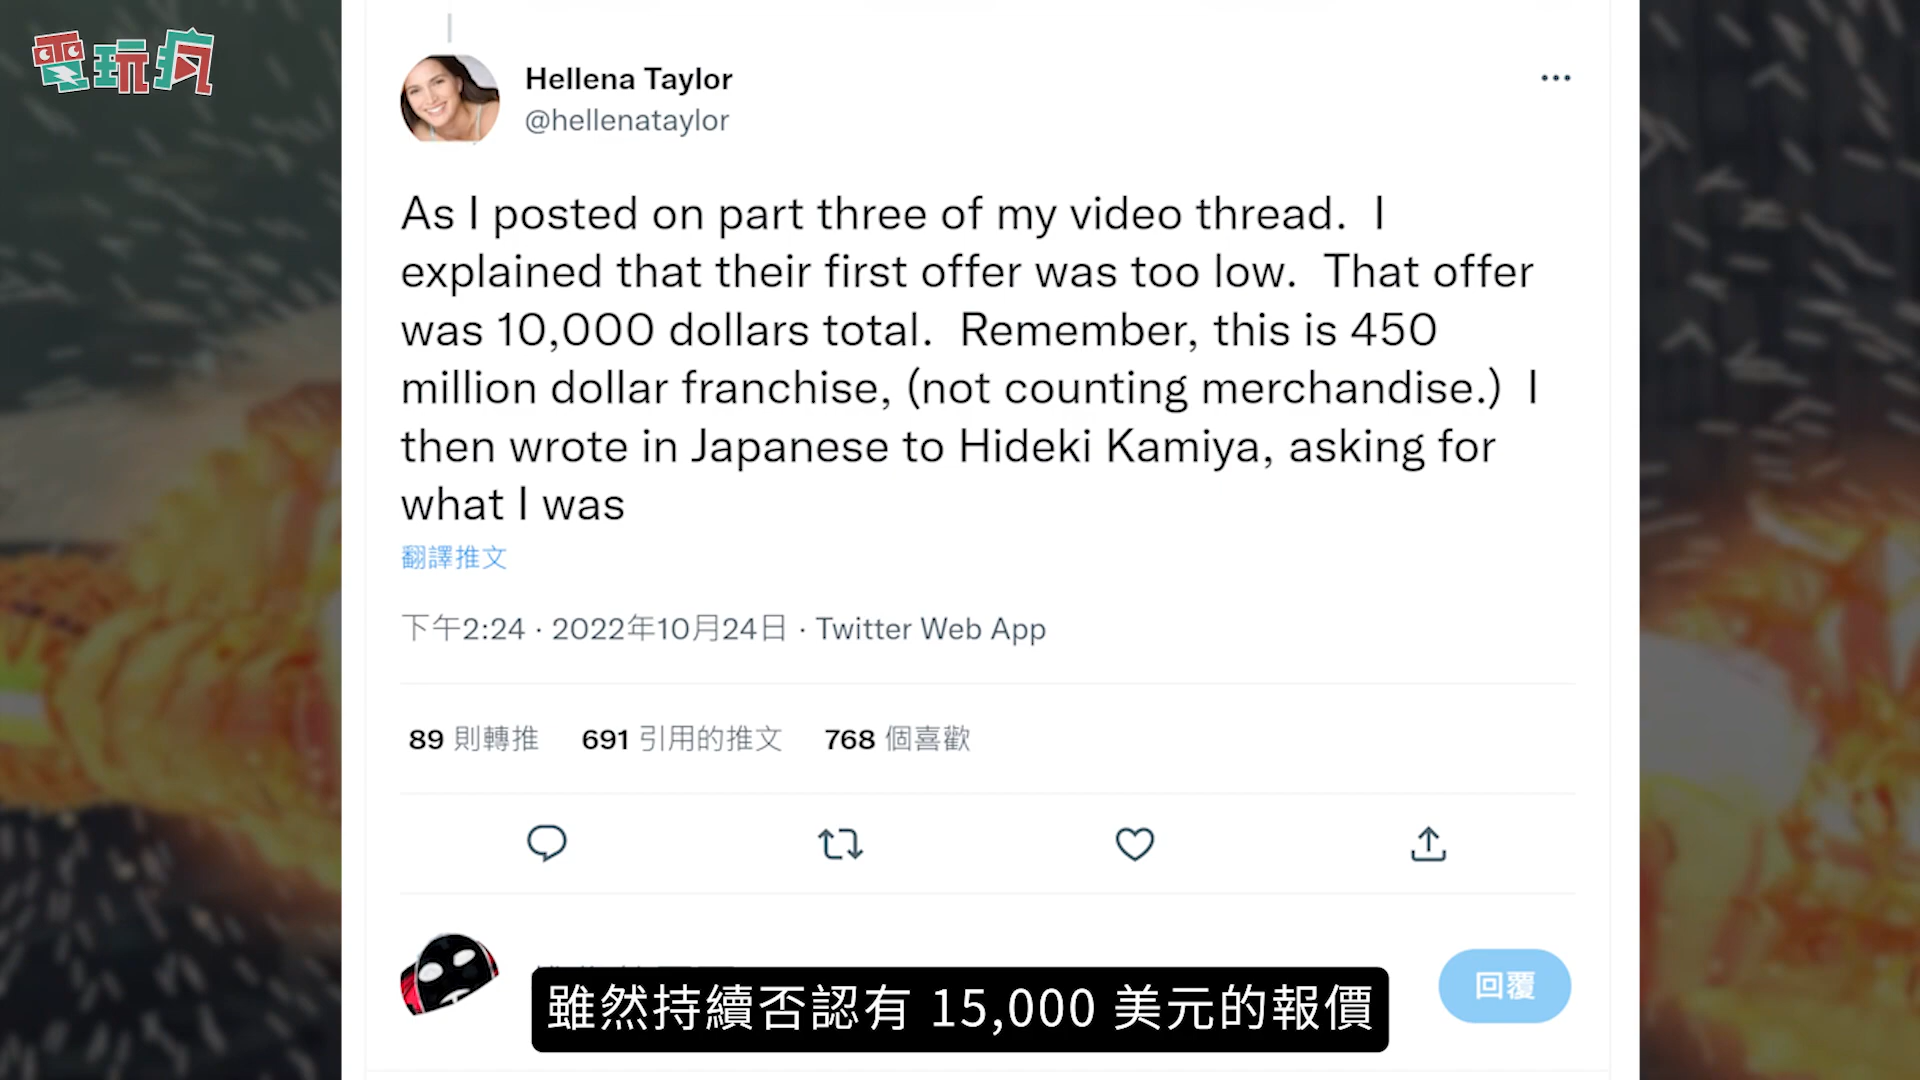 電玩瘋
Hellena Taylor
@hellenataylor
As I posted on part three of my video thread. I
explained that their first offer was too low. That offer
was 10,000 dollars total. Remember, this is 450
million dollar franchise, (not counting merchandise.) I
then wrote in Japanese to Hideki Kamiya, asking for
what I was
翻譯推文
下午2:24 · 2022年10月24日 · Twitter Web App
89 則轉推 691 引用的推文 768 個喜歡
回覆
雖然持續否認有 15,000 美元的報價